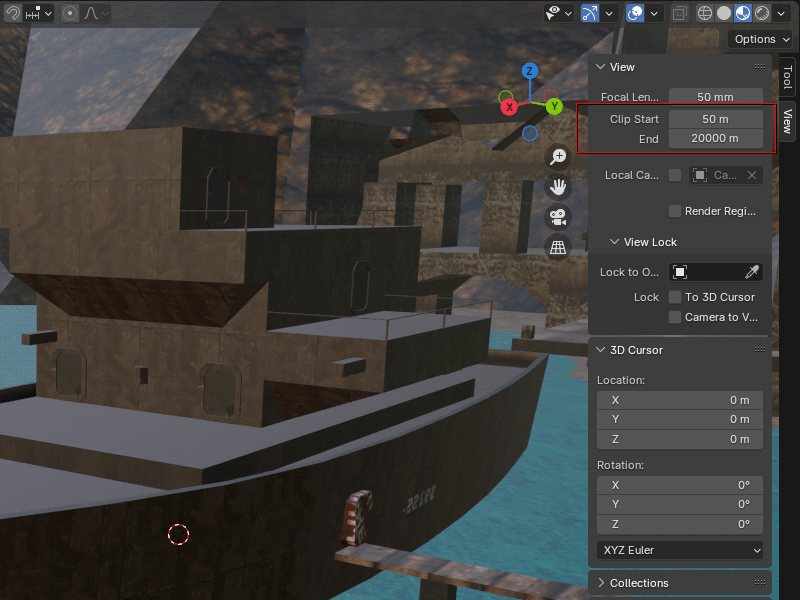 Options
Tool
View
View
Z
X
Y
Focal Len...
50 mm
Clip Start
50 m
End
20000 m
Local Ca...
Ca...
Render Regi...
View Lock
Lock to O...
Lock
To 3D Cursor
Camera to V...
3D Cursor
Location:
X 0 m
Y 0 m
Z 0 m
Rotation:
X 0°
Y 0°
Z 0°
XYZ Euler
Collections